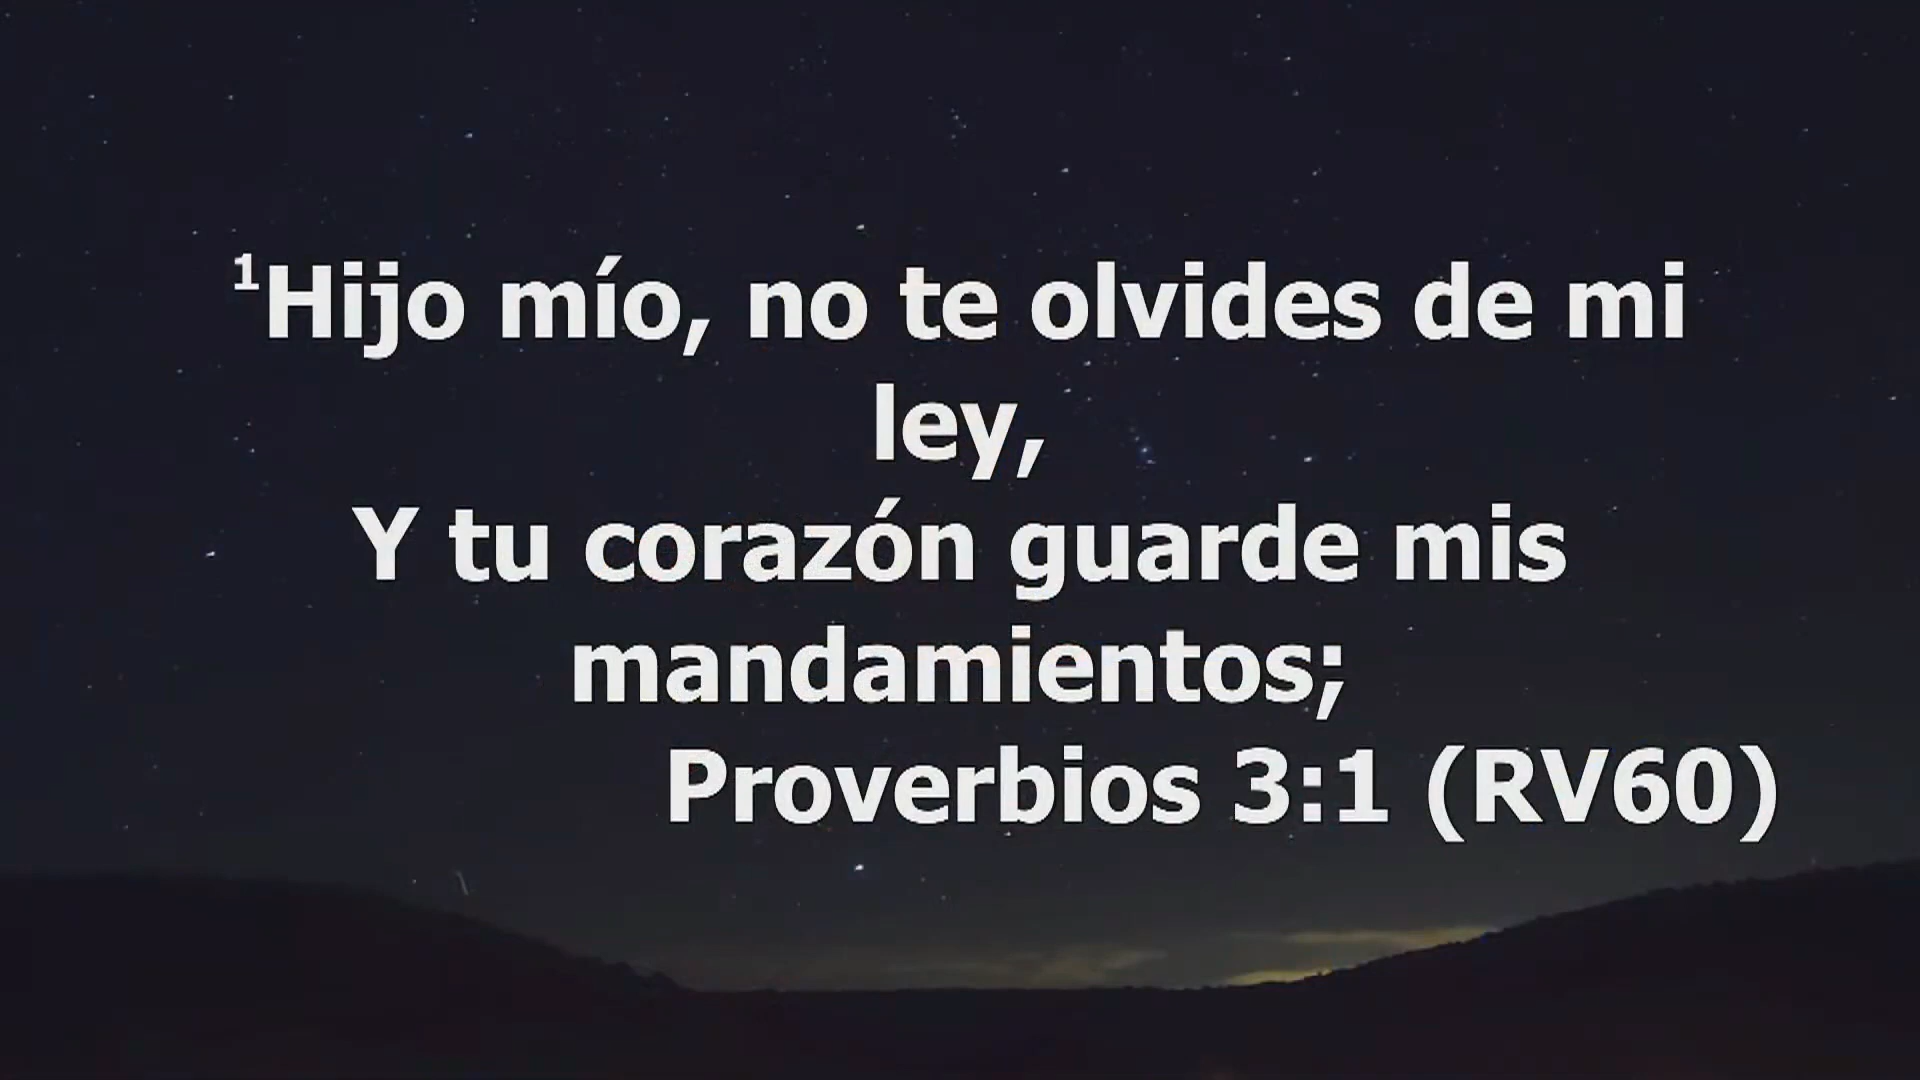 ¹Hijo mío, no te olvides de mi
ley,
Y tu corazón guarde mis
mandamientos;
Proverbios 3:1 (RV60)